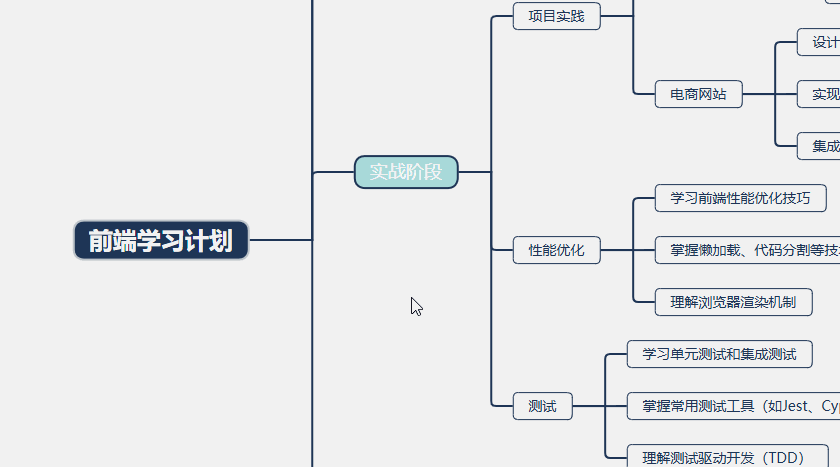 前端学习计划
实战阶段
项目实践
电商网站
设计
实现
集成
性能优化
学习前端性能优化技巧
掌握懒加载、代码分割等技
理解浏览器渲染机制
测试
学习单元测试和集成测试
掌握常用测试工具（如Jest、Cy
理解测试驱动开发（TDD）